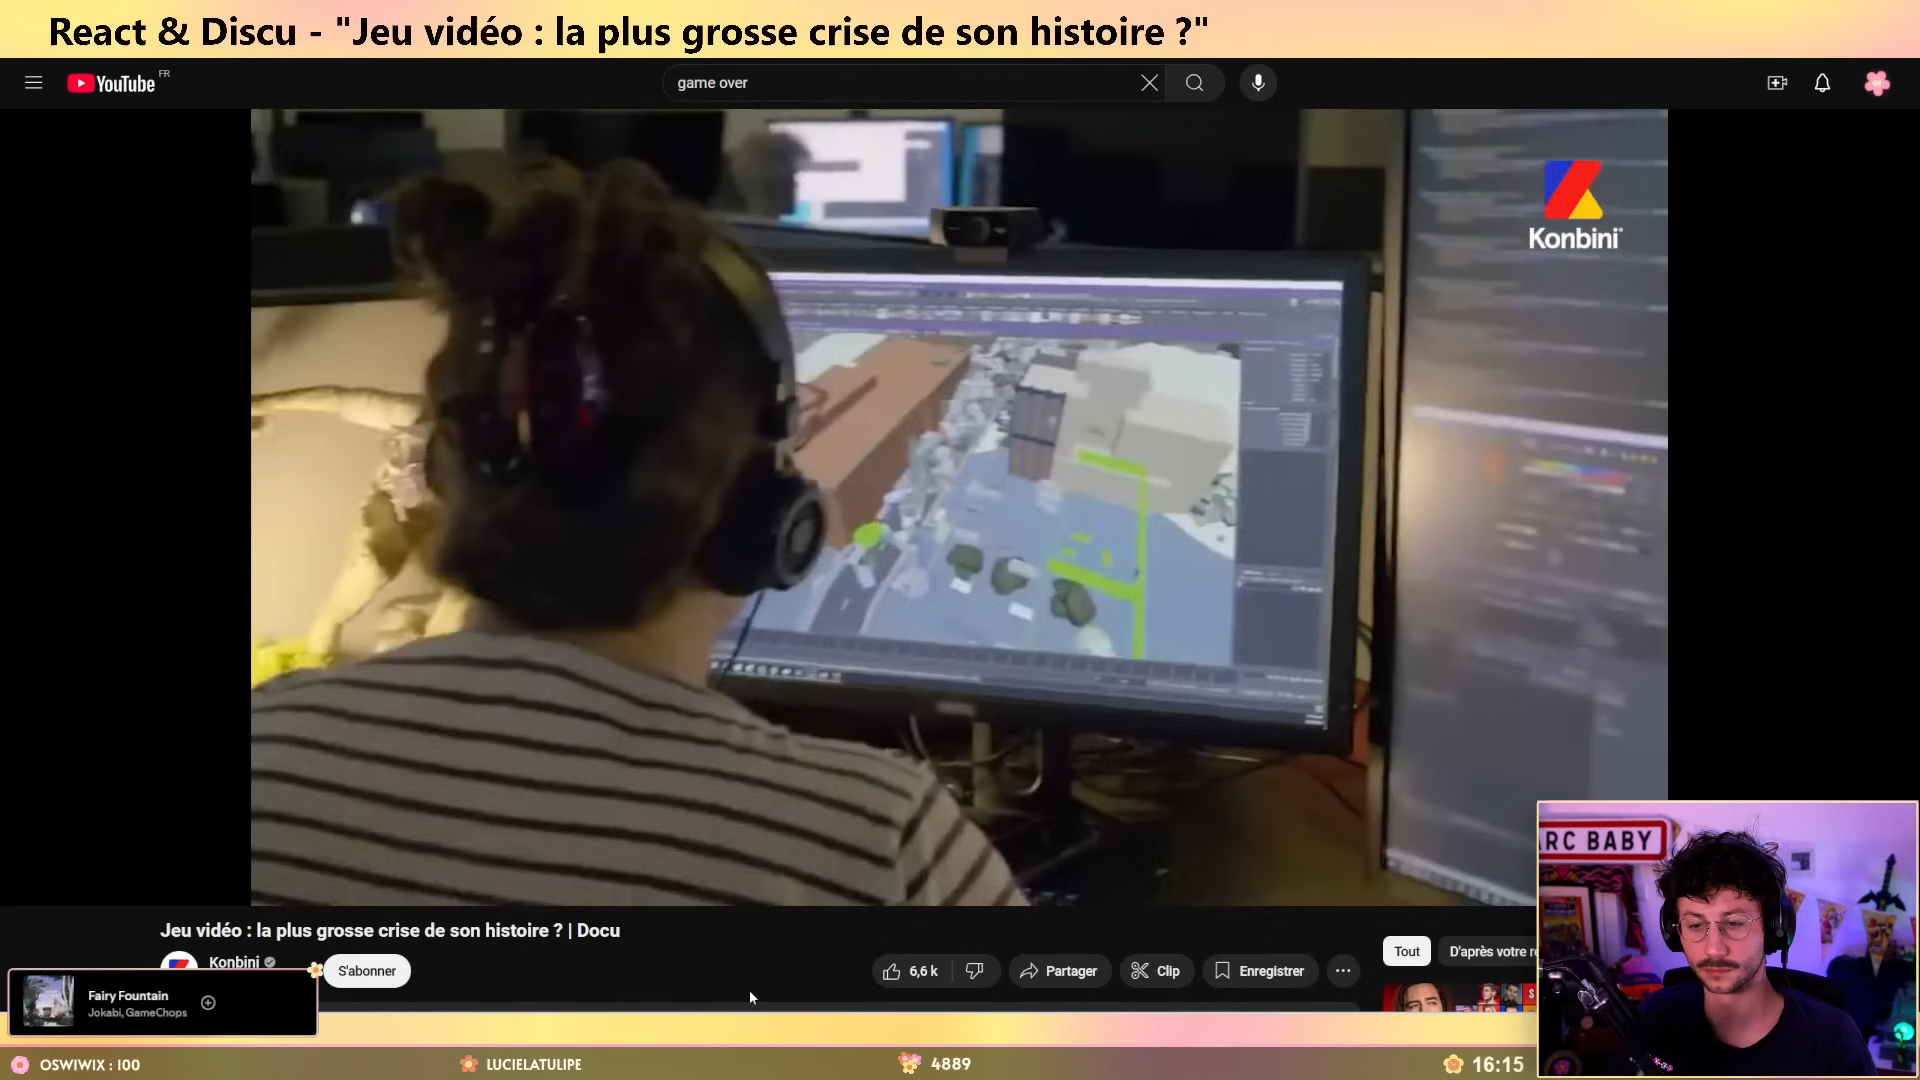 React & Discu - "Jeu vidéo : la plus grosse crise de son histoire ?"
YouTube FR
game over
Konbini
Jeu vidéo : la plus grosse crise de son histoire ? | Docu
Konbini
S'abonner
6,6 k
Partager
Clip
Enregistrer
Tout
D'après votre
Fairy Fountain
Jokabi, GameChops
ARC BABY
OSWIWIX : 100
LUCIELATULIPE
4889
16:15